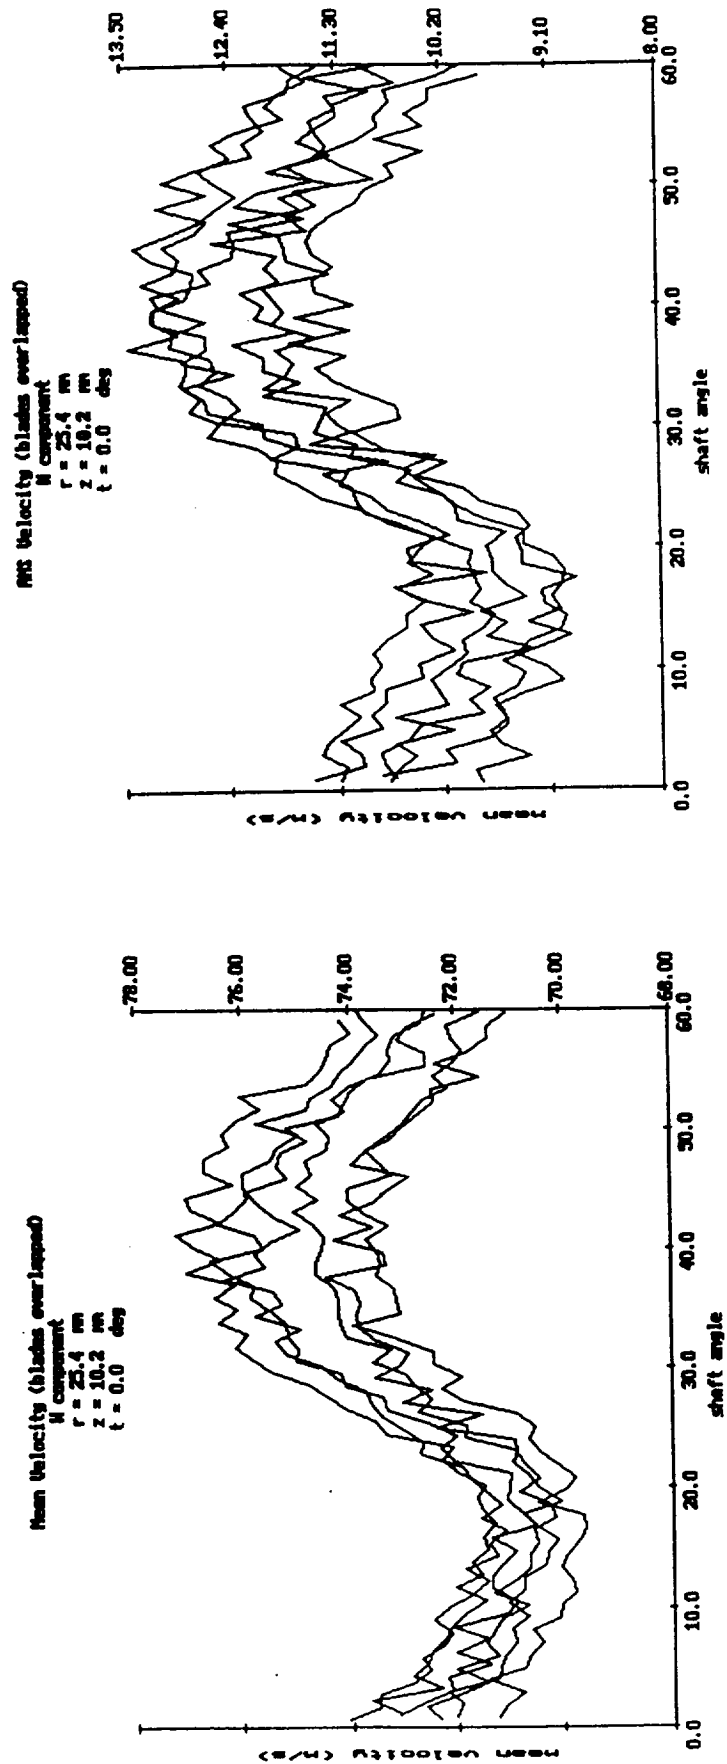 Mean Velocity (blades overlapped)
W component
r = 25.4 mm
z = 10.2 mm
t = 0.0 deg
78.00
76.00
74.00
72.00
70.00
68.00
mean velocity (m/s)
0.0
10.0
20.0
30.0
40.0
50.0
60.0
shaft angle
RMS Velocity (blades overlapped)
W component
r = 25.4 mm
z = 10.2 mm
t = 0.0 deg
13.50
12.40
11.30
10.20
9.10
8.00
mean velocity (m/s)
0.0
10.0
20.0
30.0
40.0
50.0
60.0
shaft angle